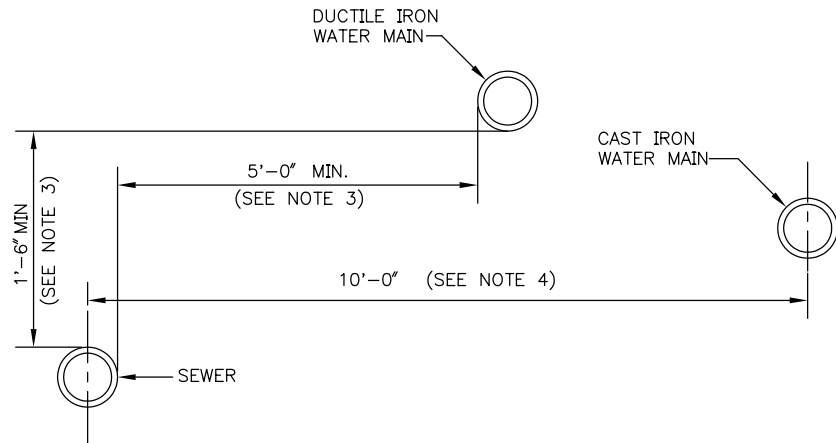 DUCTILE IRON
WATER MAIN
CAST IRON
WATER MAIN
5'-0" MIN.
(SEE NOTE 3)
1'-6" MIN
(SEE NOTE 3)
10'-0" (SEE NOTE 4)
SEWER